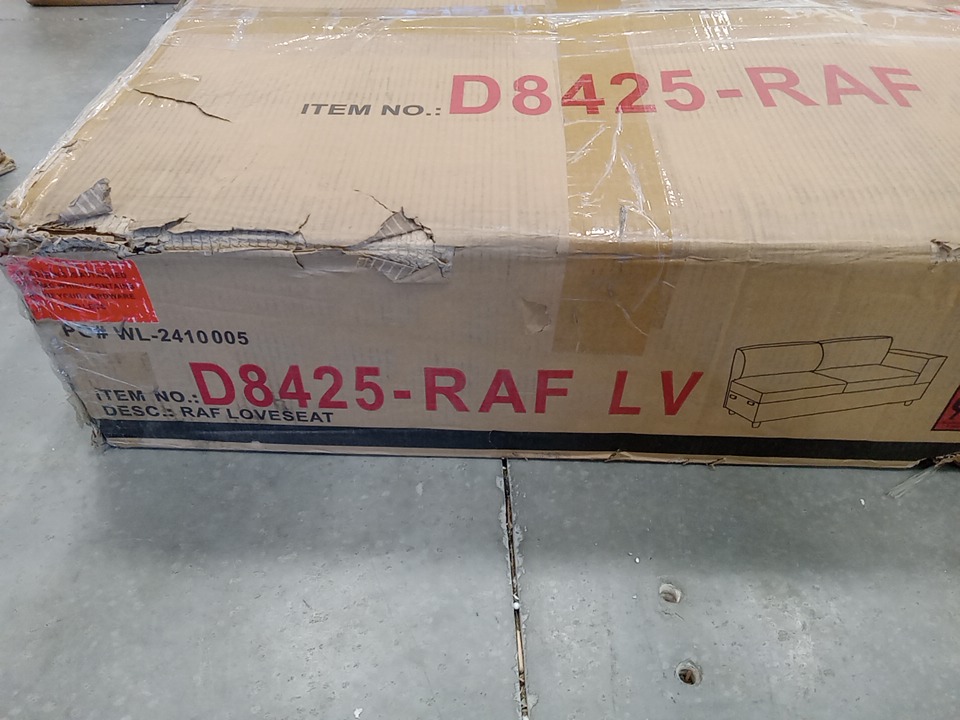 ITEM NO.: D8425-RAF
PO# WL-2410005
ITEM NO.: D8425-RAF LV
DESC.: RAF LOVESEAT